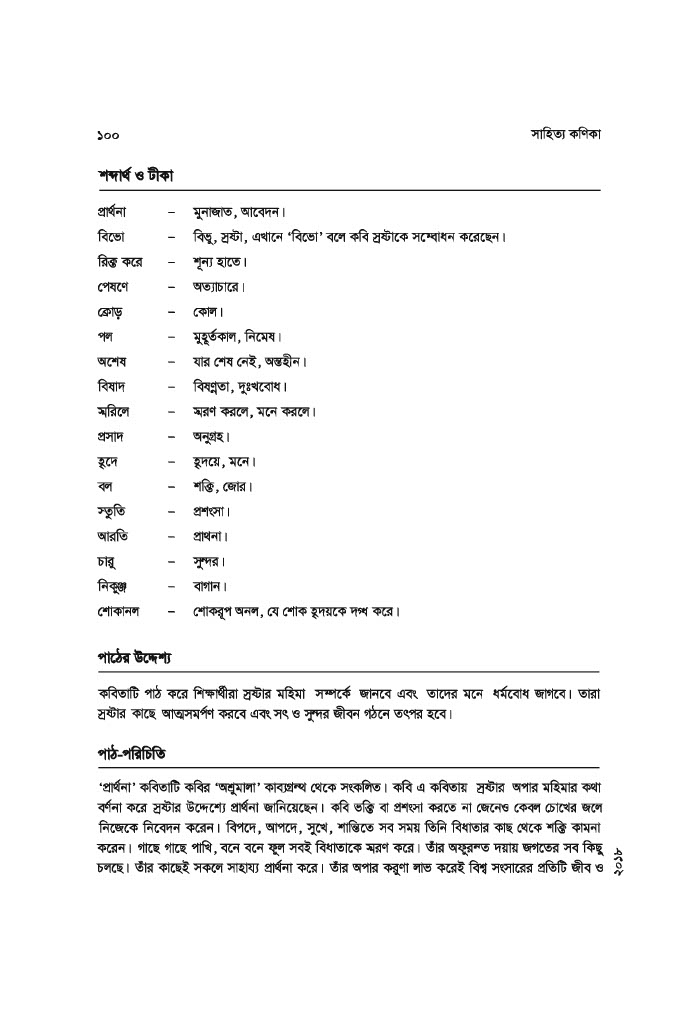 ১০০ সাহিত্য কণিকা
শব্দার্থ ও টীকা
প্রার্থনা – মুনাজাত, আবেদন।
বিভো – বিভু, স্রষ্টা, এখানে ‘বিভো’ বলে কবি স্রষ্টাকে সম্বোধন করেছেন।
রিক্ত করে – শূন্য হাতে।
পেষণে – অত্যাচারে।
ক্রোড় – কোল।
পল – মুহূর্তকাল, নিমেষ।
অশেষ – যার শেষ নেই, অন্তহীন।
বিষাদ – বিষণ্নতা, দুঃখবোধ।
স্মরিলে – স্মরণ করলে, মনে করলে।
প্রসাদ – অনুগ্রহ।
হৃদে – হৃদয়ে, মনে।
বল – শক্তি, জোর।
স্তুতি – প্রশংসা।
আরতি – প্রাথনা।
চারু – সুন্দর।
নিকুঞ্জ – বাগান।
শোকানল – শোকরূপ অনল, যে শোক হৃদয়কে দগ্ধ করে।
পাঠের উদ্দেশ্য
কবিতাটি পাঠ করে শিক্ষার্থীরা স্রষ্টার মহিমা সম্পর্কে জানবে এবং তাদের মনে ধর্মবোধ জাগবে। তারা
স্রষ্টার কাছে আত্মসমর্পণ করবে এবং সৎ ও সুন্দর জীবন গঠনে তৎপর হবে।
পাঠ-পরিচিতি
‘প্রার্থনা’ কবিতাটি কবির ‘অশ্রুমালা’ কাব্যগ্রন্থ থেকে সংকলিত। কবি এ কবিতায় স্রষ্টার অপার মহিমার কথা
বর্ণনা করে স্রষ্টার উদ্দেশ্যে প্রার্থনা জানিয়েছেন। কবি ভক্তি বা প্রশংসা করতে না জেনেও কেবল চোখের জলে
নিজেকে নিবেদন করেন। বিপদে, আপদে, সুখে, শান্তিতে সব সময় তিনি বিধাতার কাছ থেকে শক্তি কামনা
করেন। গাছে গাছে পাখি, বনে বনে ফুল সবই বিধাতাকে স্মরণ করে। তাঁর অফুরন্ত দয়ায় জগতের সব কিছু
চলছে। তাঁর কাছেই সকলে সাহায্য প্রার্থনা করে। তাঁর অপার করুণা লাভ করেই বিশ্ব সংসারের প্রতিটি জীব ও
২০১৮